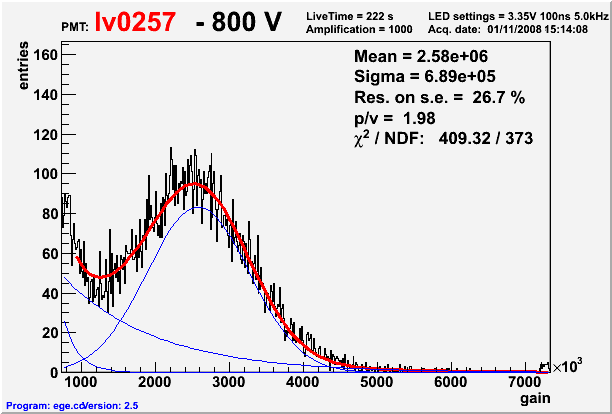 PMT: lv0257 - 800 V
LiveTime = 222 s
Amplification = 1000
LED settings = 3.35V 100ns 5.0kHz
Acq. date: 01/11/2008 15:14:08
entries
160
140
120
100
80
60
40
20
0
Mean = 2.58e+06
Sigma = 6.89e+05
Res. on s.e. = 26.7 %
p/v = 1.98
χ² / NDF: 409.32 / 373
1000 2000 3000 4000 5000 6000 7000 ×10³
gain
Program: ege.cc Version: 2.5